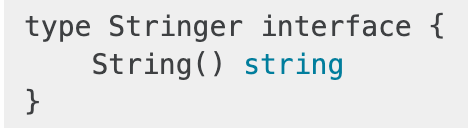 type Stringer interface {
    String() string
}